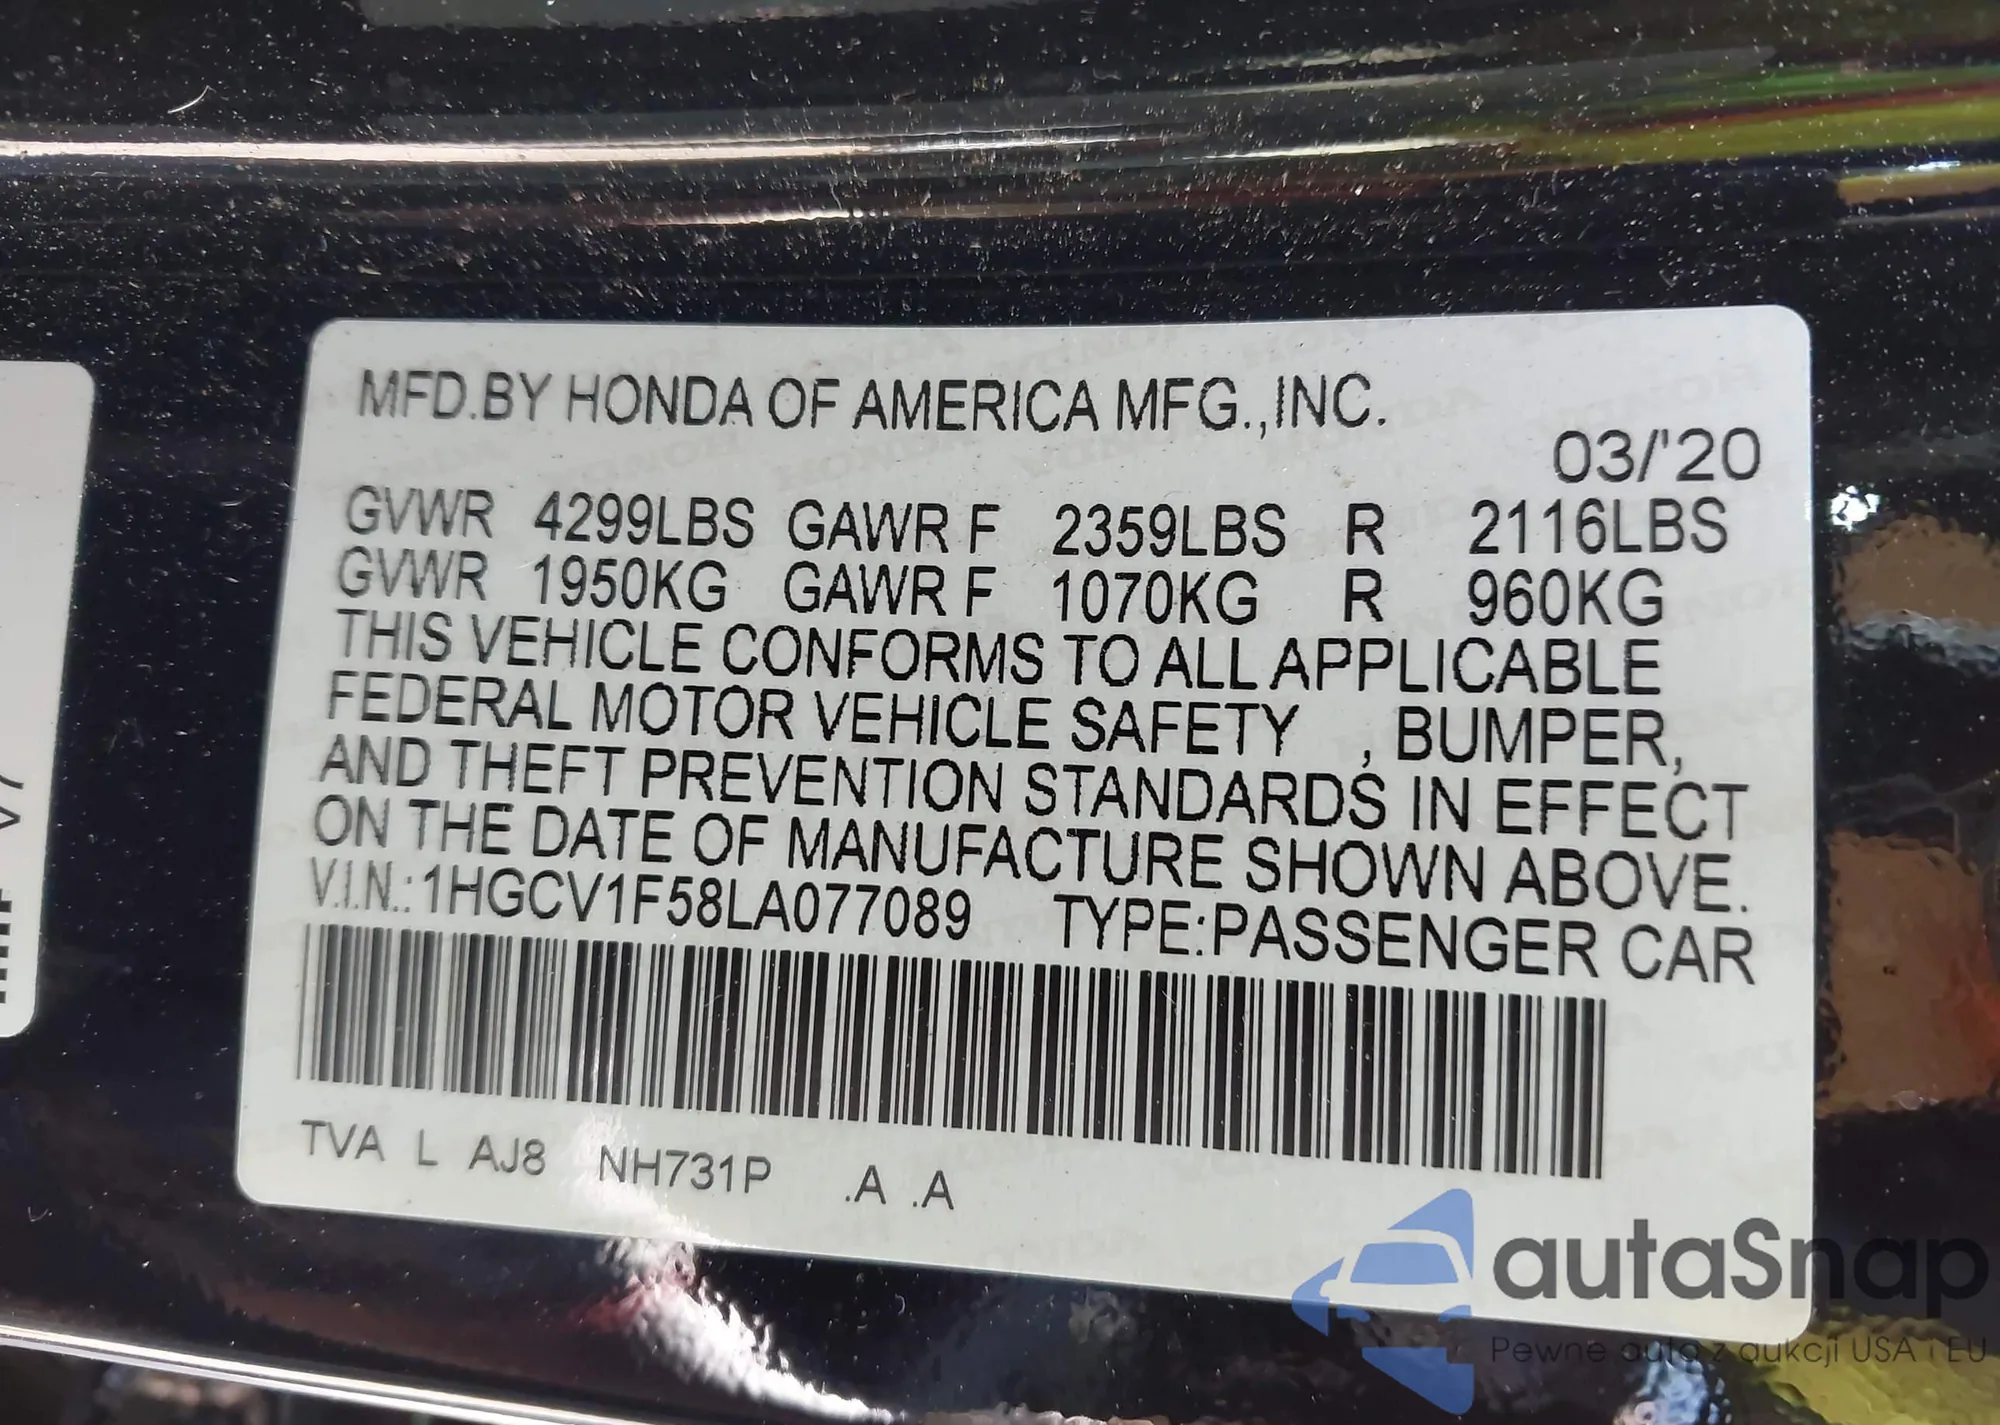 MFD.BY HONDA OF AMERICA MFG.,INC.
03/'20
GVWR 4299LBS GAWR F 2359LBS R 2116LBS
GVWR 1950KG GAWR F 1070KG R 960KG
THIS VEHICLE CONFORMS TO ALL APPLICABLE
FEDERAL MOTOR VEHICLE SAFETY , BUMPER,
AND THEFT PREVENTION STANDARDS IN EFFECT
ON THE DATE OF MANUFACTURE SHOWN ABOVE.
V.I.N.:1HGCV1F58LA077089 TYPE:PASSENGER CAR
TVA L AJ8 NH731P .A .A
autaSnap
Pewne auta z aukcji USA i EU